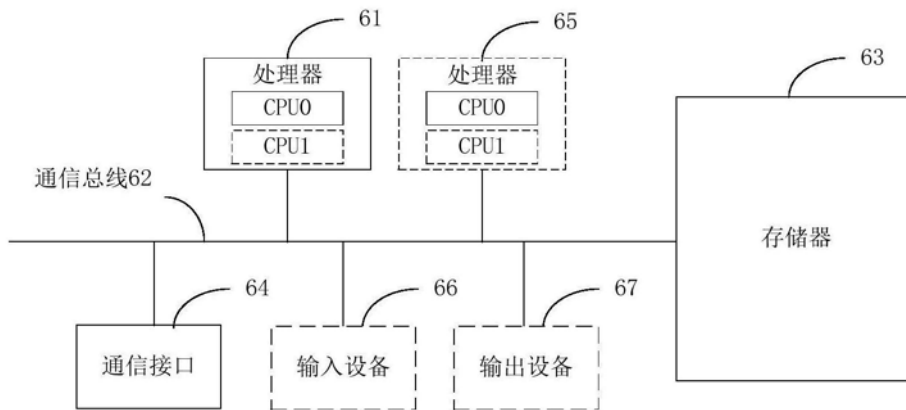 61
65
63
处理器
处理器
CPU0
CPU0
CPU1
CPU1
通信总线62
存储器
64
66
67
通信接口
输入设备
输出设备